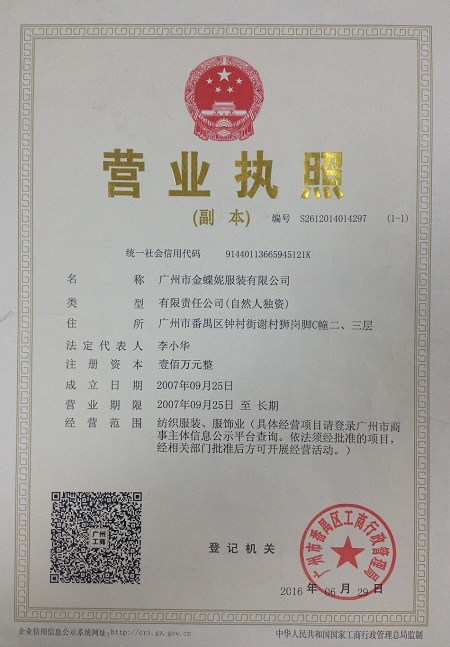 营业执照
(副 本) 编号 S2612014014297 (1-1)
统一社会信用代码 91440113665945121K
名 称 广州市金蝶妮服装有限公司
类 型 有限责任公司(自然人独资)
住 所 广州市番禺区钟村街谢村狮岗脚C幢二、三层
法定代表人 李小华
注册资本 壹佰万元整
成立日期 2007年09月25日
营业期限 2007年09月25日 至 长期
经营范围 纺织服装、服饰业(具体经营项目请登录广州市商
事主体信息公示平台查询。依法须经批准的项目,
经相关部门批准后方可开展经营活动。)
广州
工商
登记机关
广州市番禺区工商行政管理局
2016 年 06 月 29 日
企业信用信息公示系统网址:http://cri.gz.gov.cn
中华人民共和国国家工商行政管理总局监制